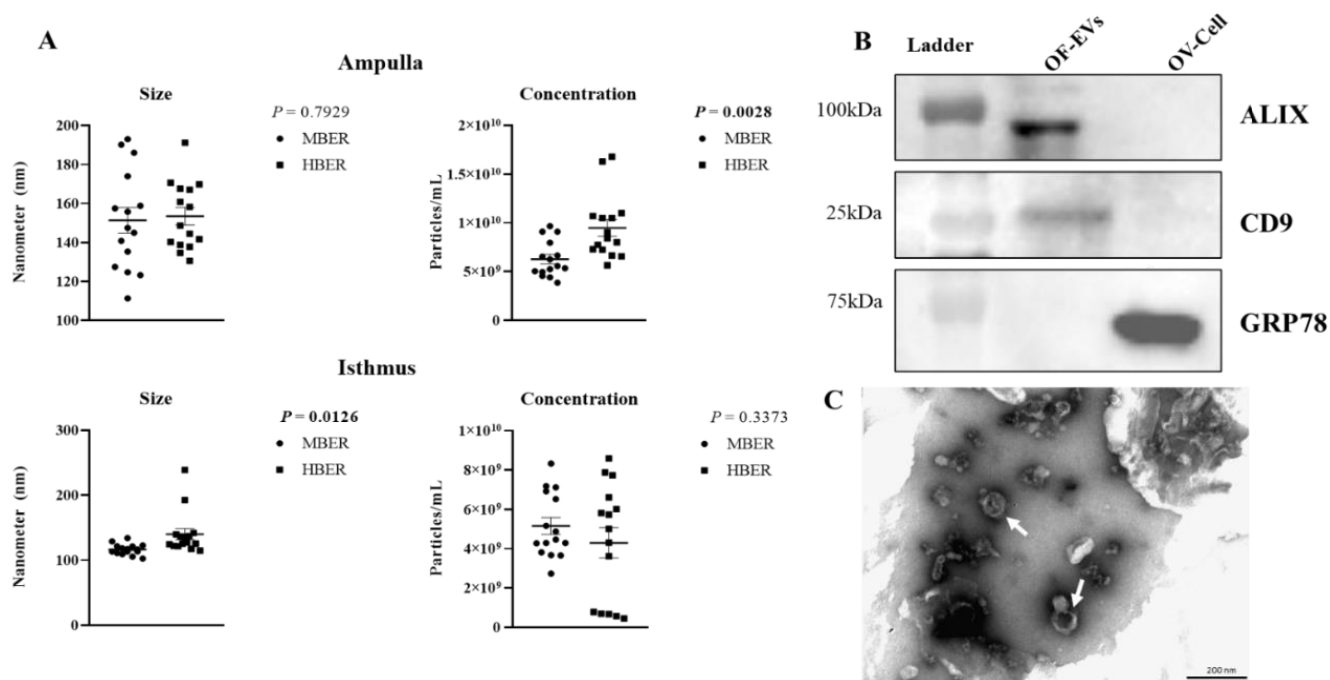 A
Ampulla
Size
P = 0.7929
MBER
HBER
Nanometer (nm)
200
180
160
140
120
100
Concentration
P = 0.0028
MBER
HBER
Particles/mL
2×10¹⁰
1.5×10¹⁰
1×10¹⁰
5×10⁹
0
Isthmus
Size
P = 0.0126
MBER
HBER
Nanometer (nm)
300
200
100
0
Concentration
P = 0.3373
MBER
HBER
Particles/mL
1×10¹⁰
8×10⁹
6×10⁹
4×10⁹
2×10⁹
0
B
Ladder
OF-EVs
OV-Cell
100kDa
ALIX
25kDa
CD9
75kDa
GRP78
C
200 nm